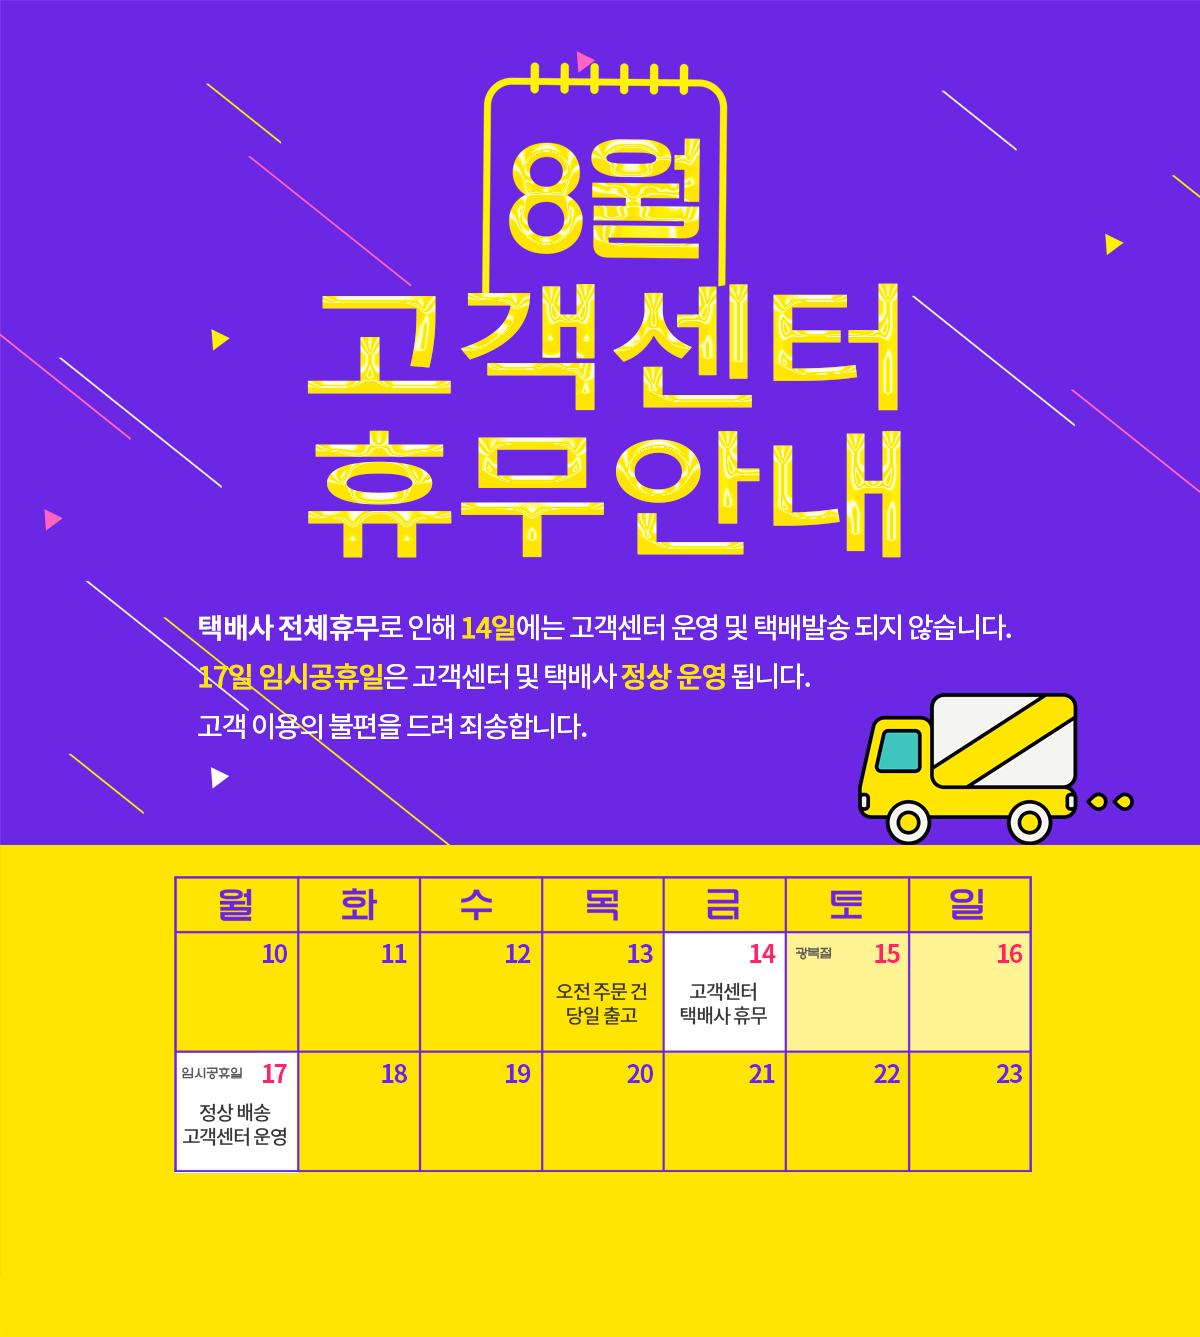 8월
고객센터
휴무안내
택배사 전체휴무로 인해 14일에는 고객센터 운영 및 택배발송 되지 않습니다.
17일 임시공휴일은 고객센터 및 택배사 정상 운영 됩니다.
고객 이용의 불편을 드려 죄송합니다.
월 화 수 목 금 토 일
10 11 12 13 14 광복절 15 16
오전 주문 건 고객센터
당일 출고 택배사 휴무
임시공휴일 17 18 19 20 21 22 23
정상 배송
고객센터 운영